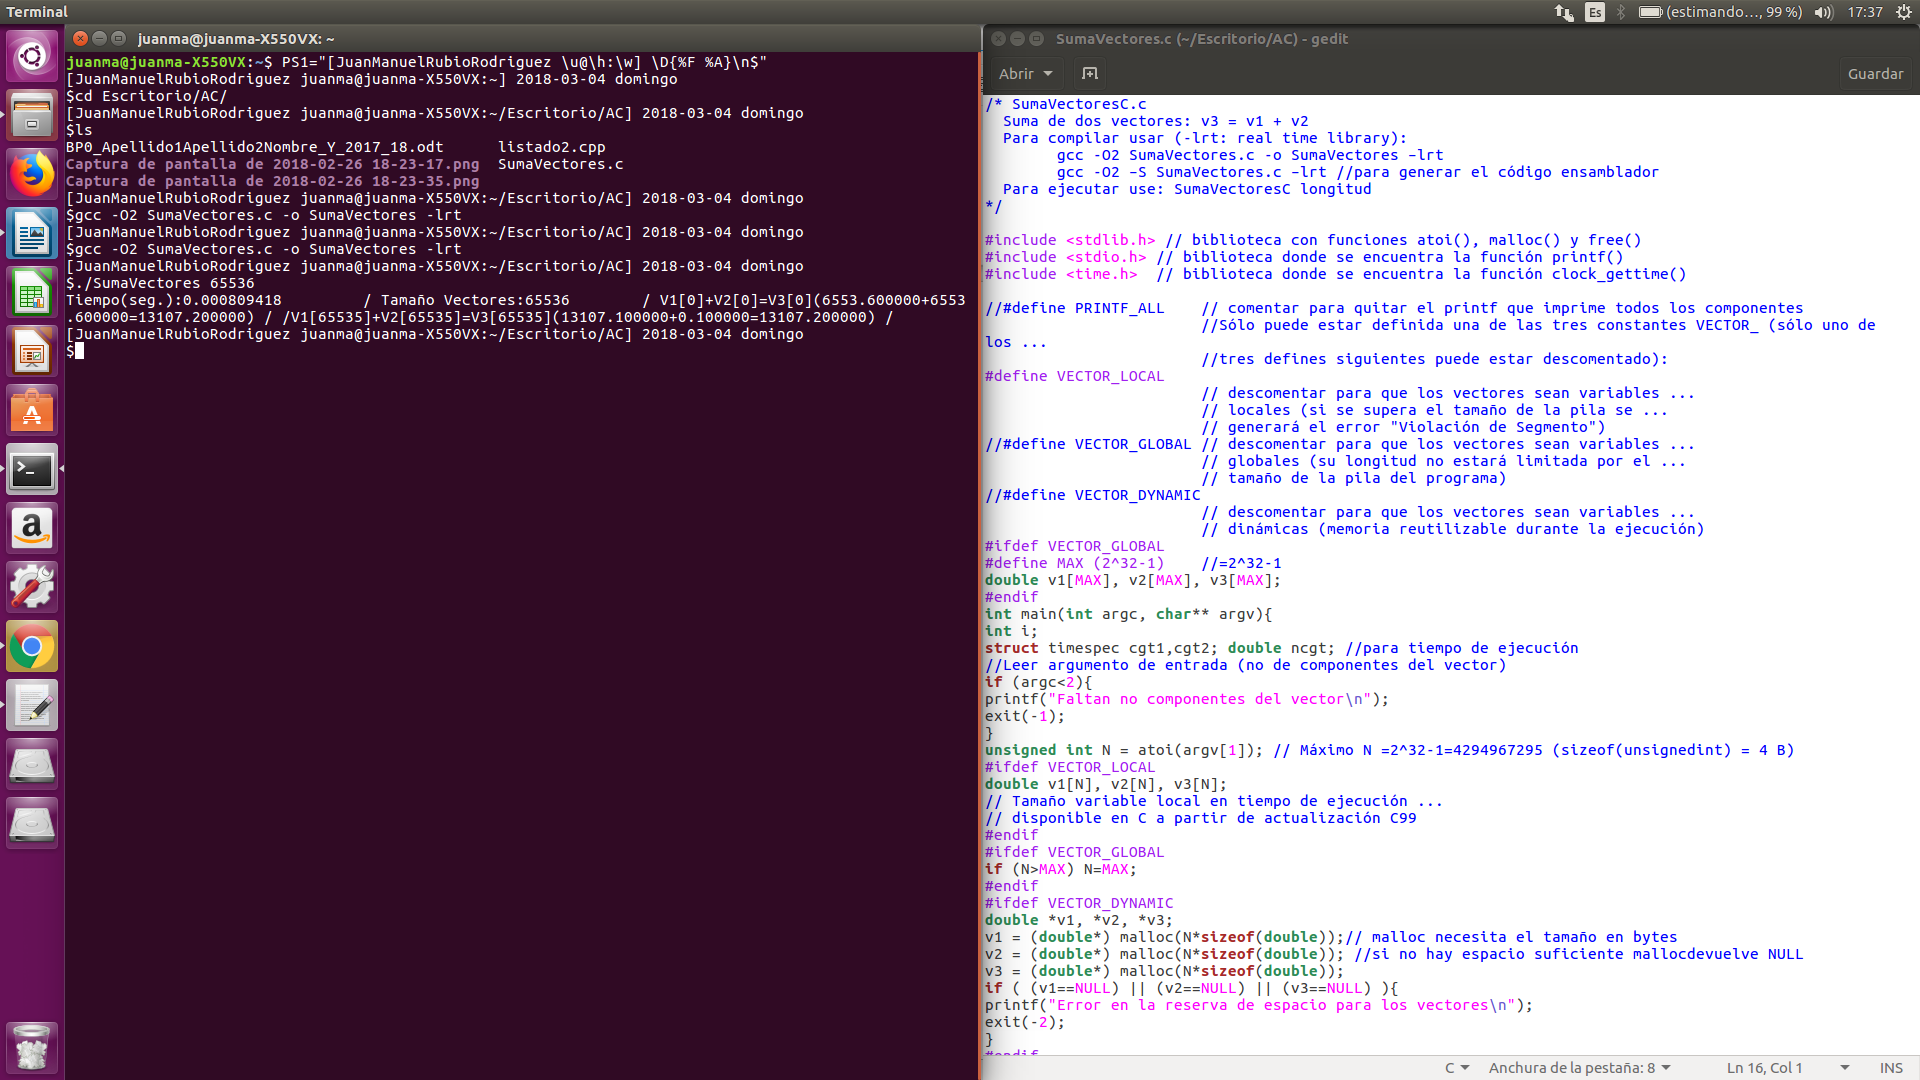 Terminal
Es
(estimando..., 99 %)
17:37
juanma@juanma-X550VX: ~
juanma@juanma-X550VX:~$ PS1="[JuanManuelRubioRodriguez \u@\h:\w] \D{%F %A}\n$"
[JuanManuelRubioRodriguez juanma@juanma-X550VX:~] 2018-03-04 domingo
$cd Escritorio/AC/
[JuanManuelRubioRodriguez juanma@juanma-X550VX:~/Escritorio/AC] 2018-03-04 domingo
$ls
BP0_Apellido1Apellido2Nombre_Y_2017_18.odt      listado2.cpp
Captura de pantalla de 2018-02-26 18-23-17.png  SumaVectores.c
Captura de pantalla de 2018-02-26 18-23-35.png
[JuanManuelRubioRodriguez juanma@juanma-X550VX:~/Escritorio/AC] 2018-03-04 domingo
$gcc -O2 SumaVectores.c -o SumaVectores -lrt
[JuanManuelRubioRodriguez juanma@juanma-X550VX:~/Escritorio/AC] 2018-03-04 domingo
$gcc -O2 SumaVectores.c -o SumaVectores -lrt
[JuanManuelRubioRodriguez juanma@juanma-X550VX:~/Escritorio/AC] 2018-03-04 domingo
$./SumaVectores 65536
Tiempo(seg.):0.000809418         / Tamaño Vectores:65536        / V1[0]+V2[0]=V3[0](6553.600000+6553
.600000=13107.200000) / /V1[65535]+V2[65535]=V3[65535](13107.100000+0.100000=13107.200000) /
[JuanManuelRubioRodriguez juanma@juanma-X550VX:~/Escritorio/AC] 2018-03-04 domingo
$
SumaVectores.c (~/Escritorio/AC) - gedit
Abrir
Guardar
/* SumaVectoresC.c
  Suma de dos vectores: v3 = v1 + v2
  Para compilar usar (-lrt: real time library):
        gcc -O2 SumaVectores.c -o SumaVectores –lrt
        gcc -O2 –S SumaVectores.c –lrt //para generar el código ensamblador
  Para ejecutar use: SumaVectoresC longitud
*/
#include <stdlib.h> // biblioteca con funciones atoi(), malloc() y free()
#include <stdio.h> // biblioteca donde se encuentra la función printf()
#include <time.h>  // biblioteca donde se encuentra la función clock_gettime()
//#define PRINTF_ALL    // comentar para quitar el printf que imprime todos los componentes
                        //Sólo puede estar definida una de las tres constantes VECTOR_ (sólo uno de
los ...
                        //tres defines siguientes puede estar descomentado):
#define VECTOR_LOCAL
                        // descomentar para que los vectores sean variables ...
                        // locales (si se supera el tamaño de la pila se ...
                        // generará el error "Violación de Segmento")
//#define VECTOR_GLOBAL // descomentar para que los vectores sean variables ...
                        // globales (su longitud no estará limitada por el ...
                        // tamaño de la pila del programa)
//#define VECTOR_DYNAMIC
                        // descomentar para que los vectores sean variables ...
                        // dinámicas (memoria reutilizable durante la ejecución)
#ifdef VECTOR_GLOBAL
#define MAX (2^32-1)    //=2^32-1
double v1[MAX], v2[MAX], v3[MAX];
#endif
int main(int argc, char** argv){
int i;
struct timespec cgt1,cgt2; double ncgt; //para tiempo de ejecución
//Leer argumento de entrada (no de componentes del vector)
if (argc<2){
printf("Faltan no componentes del vector\n");
exit(-1);
}
unsigned int N = atoi(argv[1]); // Máximo N =2^32-1=4294967295 (sizeof(unsignedint) = 4 B)
#ifdef VECTOR_LOCAL
double v1[N], v2[N], v3[N];
// Tamaño variable local en tiempo de ejecución ...
// disponible en C a partir de actualización C99
#endif
#ifdef VECTOR_GLOBAL
if (N>MAX) N=MAX;
#endif
#ifdef VECTOR_DYNAMIC
double *v1, *v2, *v3;
v1 = (double*) malloc(N*sizeof(double));// malloc necesita el tamaño en bytes
v2 = (double*) malloc(N*sizeof(double)); //si no hay espacio suficiente mallocdevuelve NULL
v3 = (double*) malloc(N*sizeof(double));
if ( (v1==NULL) || (v2==NULL) || (v3==NULL) ){
printf("Error en la reserva de espacio para los vectores\n");
exit(-2);
}
#endif
C
Anchura de la pestaña: 8
Ln 16, Col 1
INS